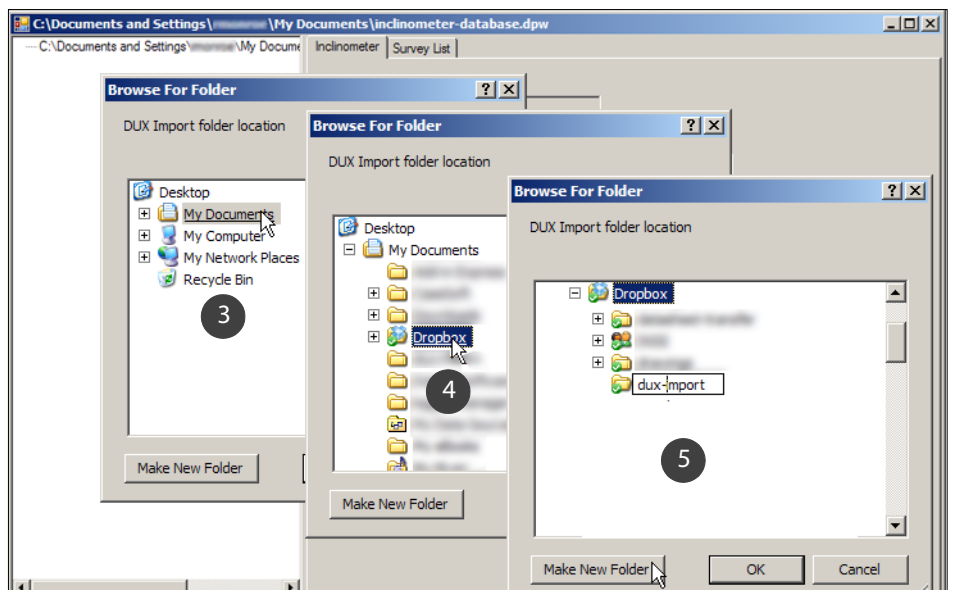 C:\Documents and Settings\ \My Documents\inclinometer-database.dpw
C:\Documents and Settings\ \My Docume
Inclinometer
Survey List
Browse For Folder
DUX Import folder location
Desktop
My Documents
My Computer
My Network Places
Recycle Bin
3
Make New Folder
Browse For Folder
DUX Import folder location
Desktop
My Documents
Dropbox
4
Make New Folder
Browse For Folder
DUX Import folder location
Dropbox
dux-import
5
Make New Folder
OK
Cancel